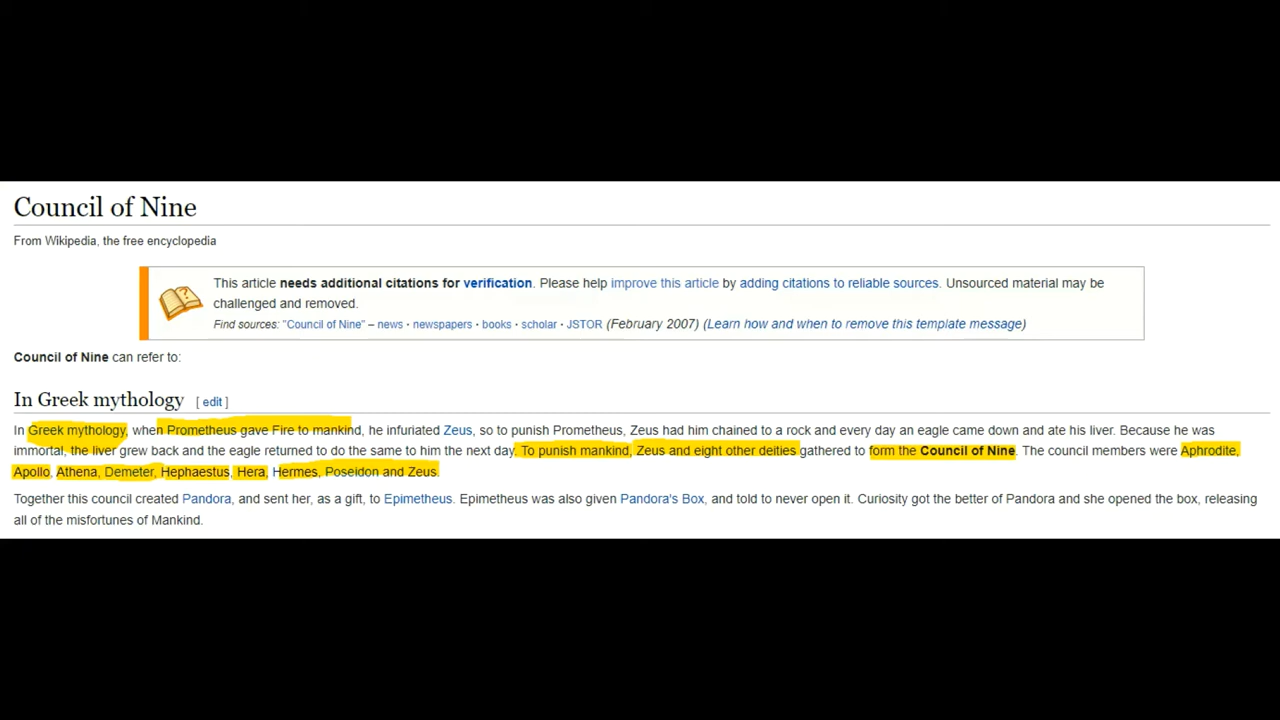 Council of Nine
From Wikipedia, the free encyclopedia
This article needs additional citations for verification. Please help improve this article by adding citations to reliable sources. Unsourced material may be
challenged and removed.
Find sources: "Council of Nine" – news · newspapers · books · scholar · JSTOR (February 2007) (Learn how and when to remove this template message)
Council of Nine can refer to:
In Greek mythology [ edit ]
In Greek mythology, when Prometheus gave Fire to mankind, he infuriated Zeus, so to punish Prometheus, Zeus had him chained to a rock and every day an eagle came down and ate his liver. Because he was
immortal, the liver grew back and the eagle returned to do the same to him the next day. To punish mankind, Zeus and eight other deities gathered to form the Council of Nine. The council members were Aphrodite,
Apollo, Athena, Demeter, Hephaestus, Hera, Hermes, Poseidon and Zeus.
Together this council created Pandora, and sent her, as a gift, to Epimetheus. Epimetheus was also given Pandora's Box, and told to never open it. Curiosity got the better of Pandora and she opened the box, releasing
all of the misfortunes of Mankind.